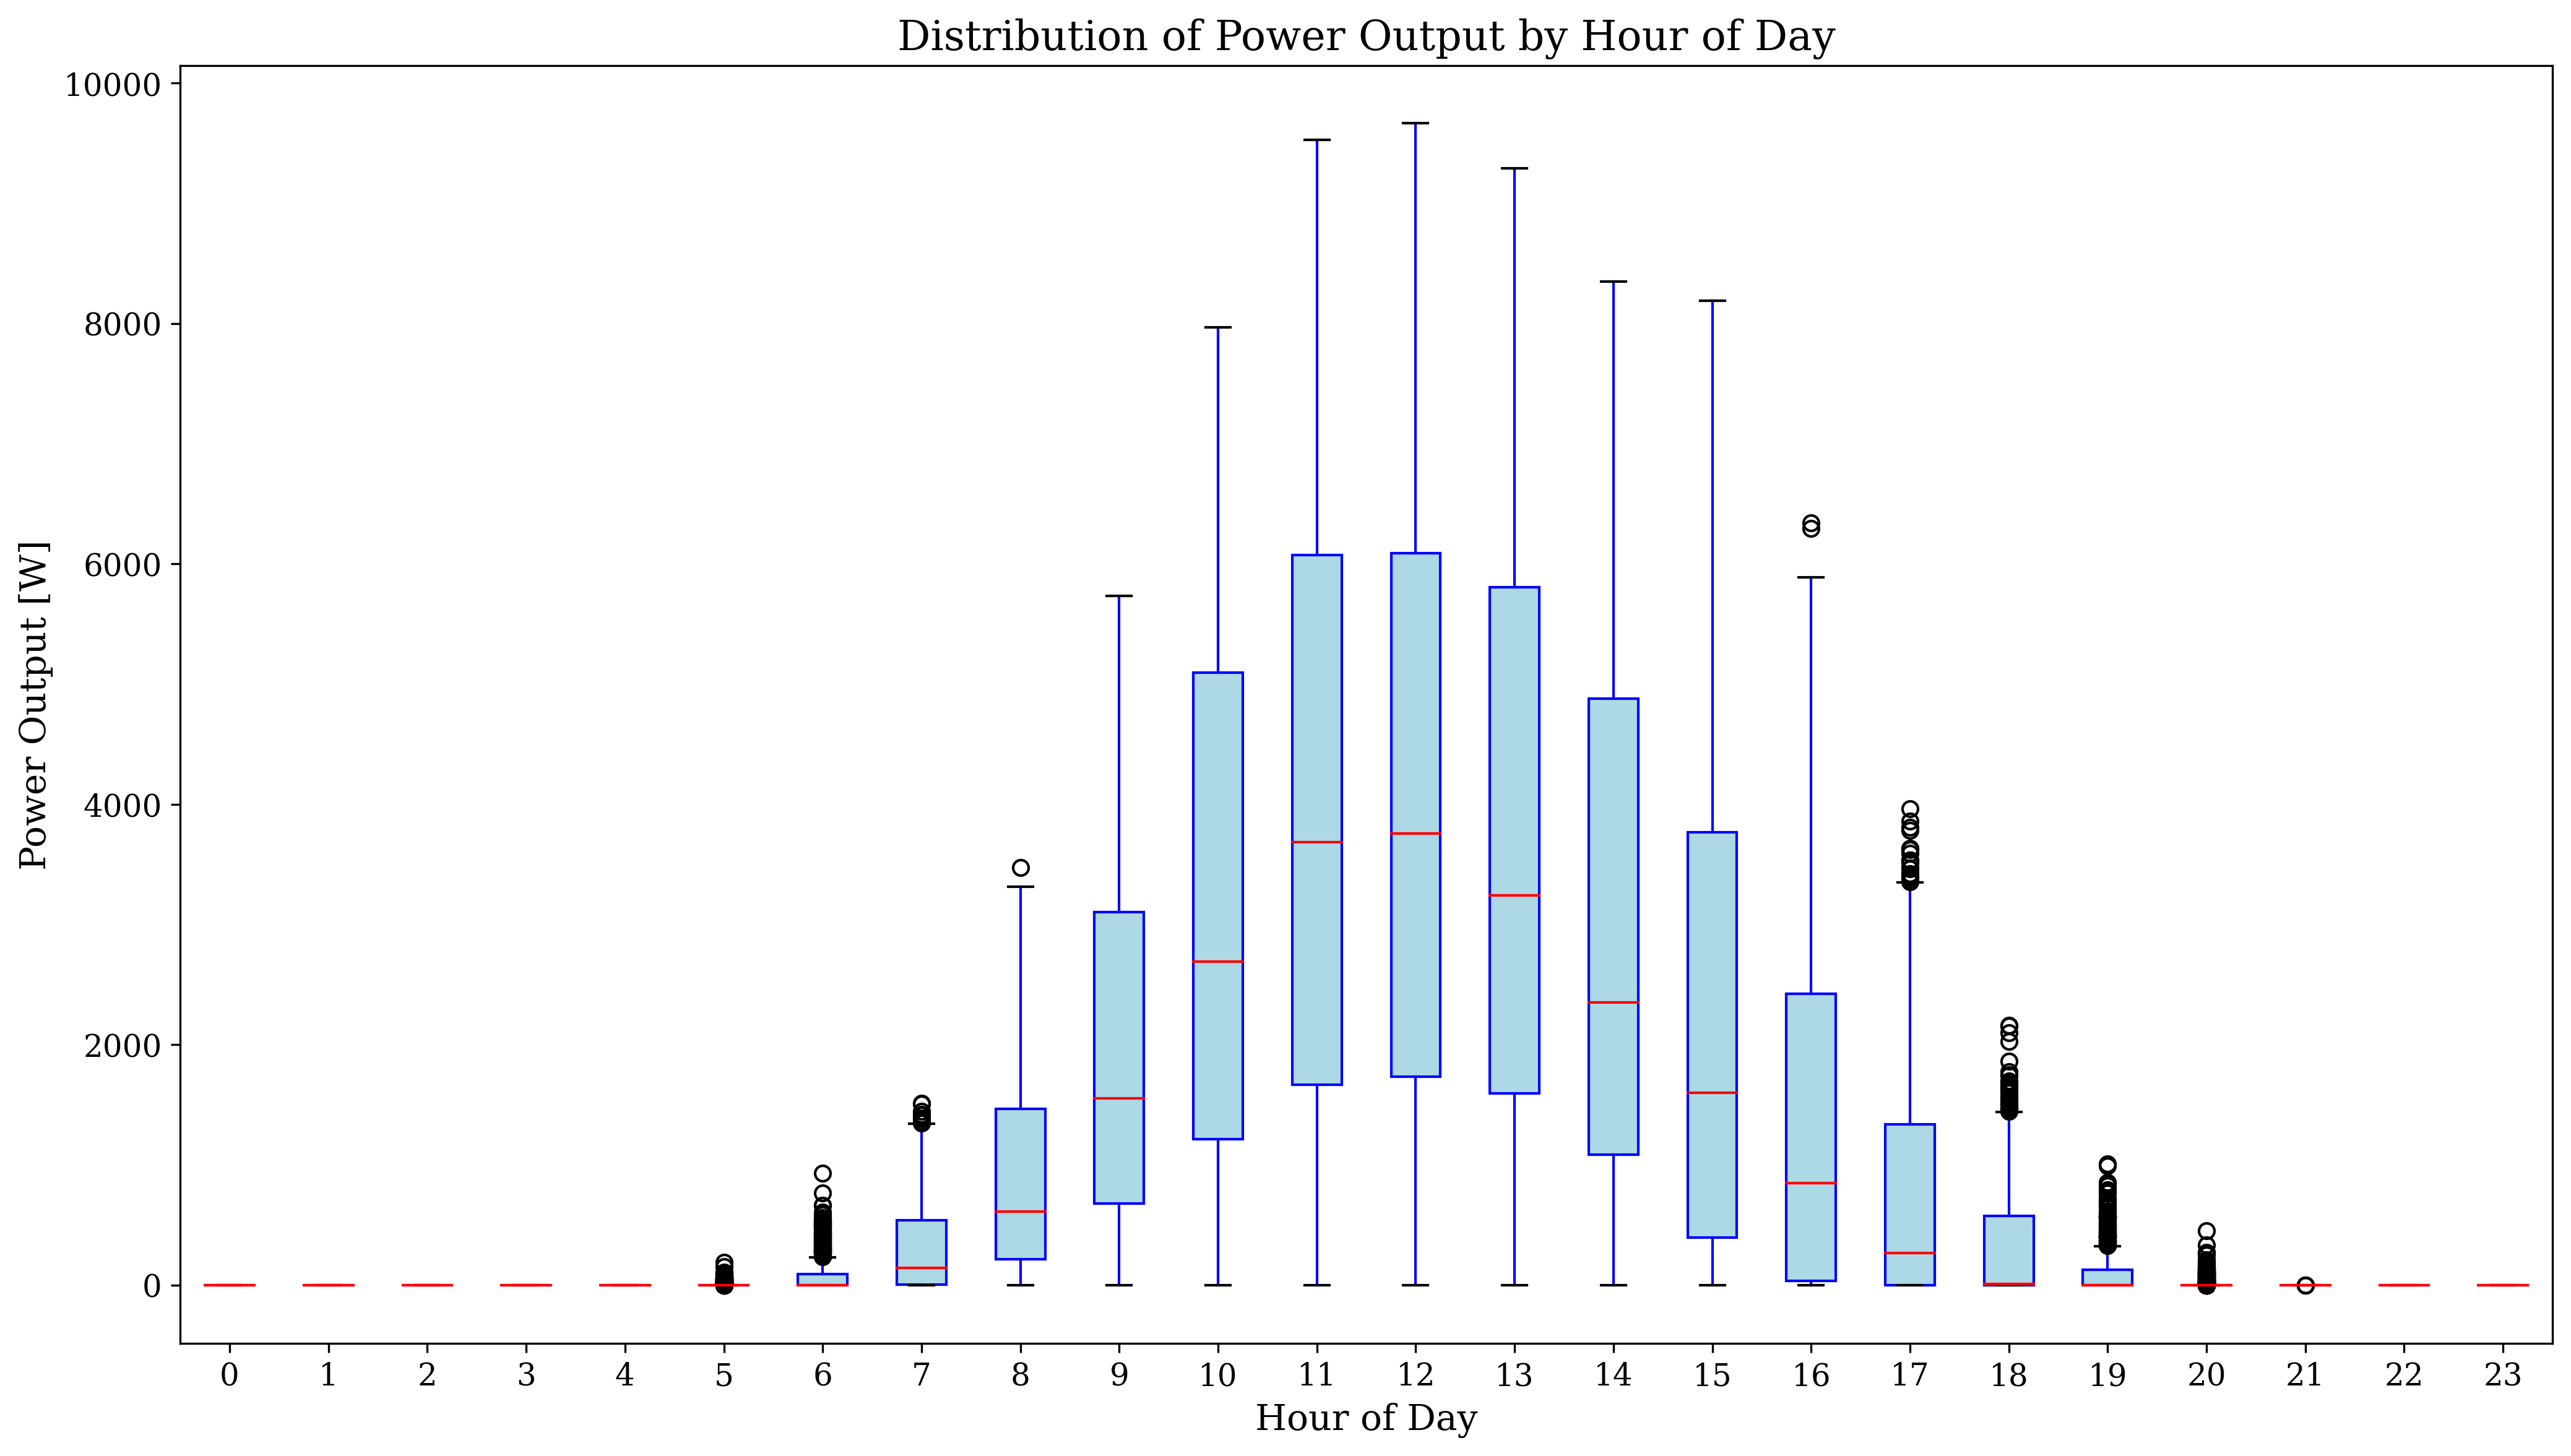 Distribution of Power Output by Hour of Day
Power Output [W]
10000
8000
6000
4000
2000
0
0 1 2 3 4 5 6 7 8 9 10 11 12 13 14 15 16 17 18 19 20 21 22 23
Hour of Day